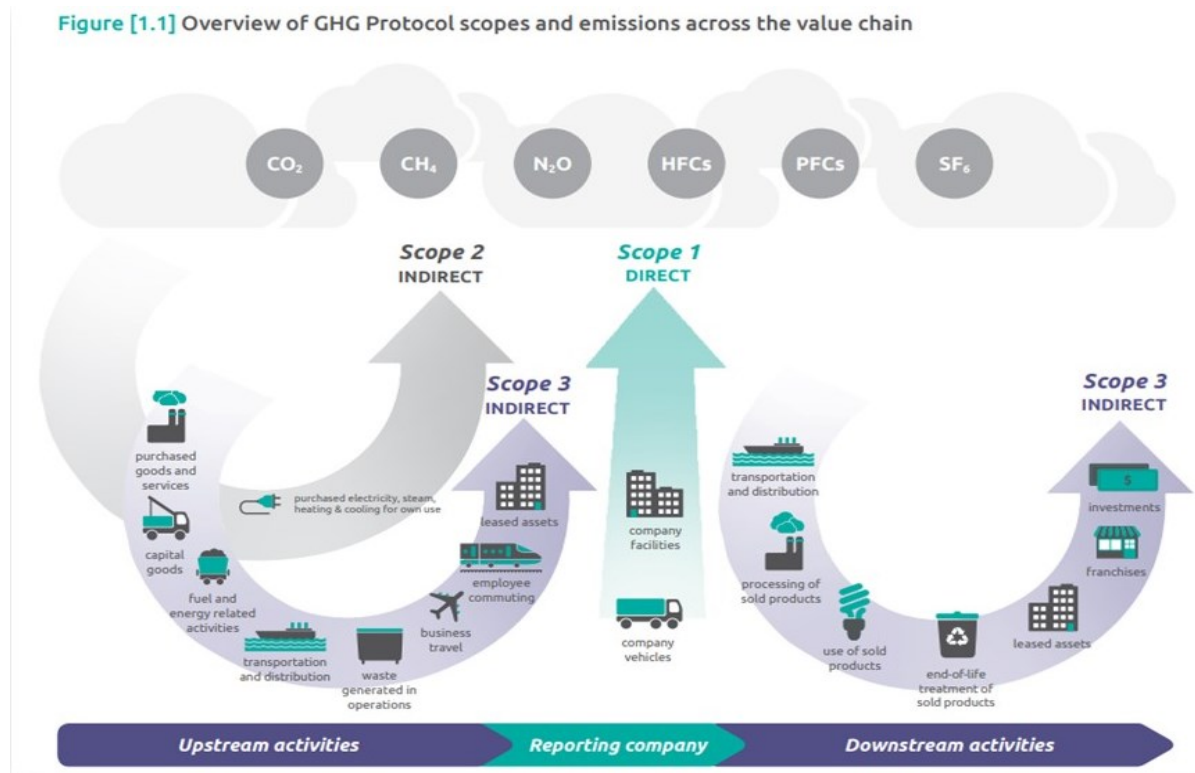 Figure [1.1] Overview of GHG Protocol scopes and emissions across the value chain
CO₂
CH₄
N₂O
HFCs
PFCs
SF₆
Scope 2
INDIRECT
Scope 1
DIRECT
Scope 3
INDIRECT
Scope 3
INDIRECT
purchased
goods and
services
capital
goods
fuel and
energy related
activities
purchased electricity, steam,
heating & cooling for own use
transportation
and distribution
waste
generated in
operations
business
travel
employee
commuting
leased assets
company
facilities
company
vehicles
transportation
and distribution
processing of
sold products
use of sold
products
end-of-life
treatment of
sold products
leased assets
franchises
investments
$
Upstream activities
Reporting company
Downstream activities